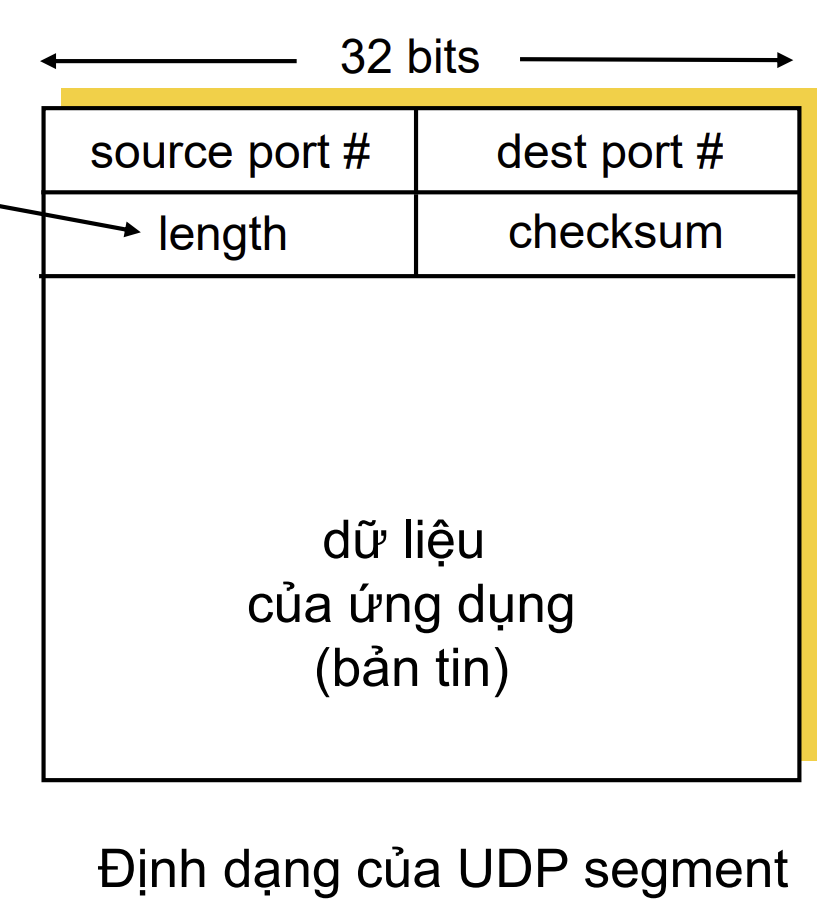 32 bits
source port # dest port #
length checksum
dữ liệu
của ứng dụng
(bản tin)
Định dạng của UDP segment